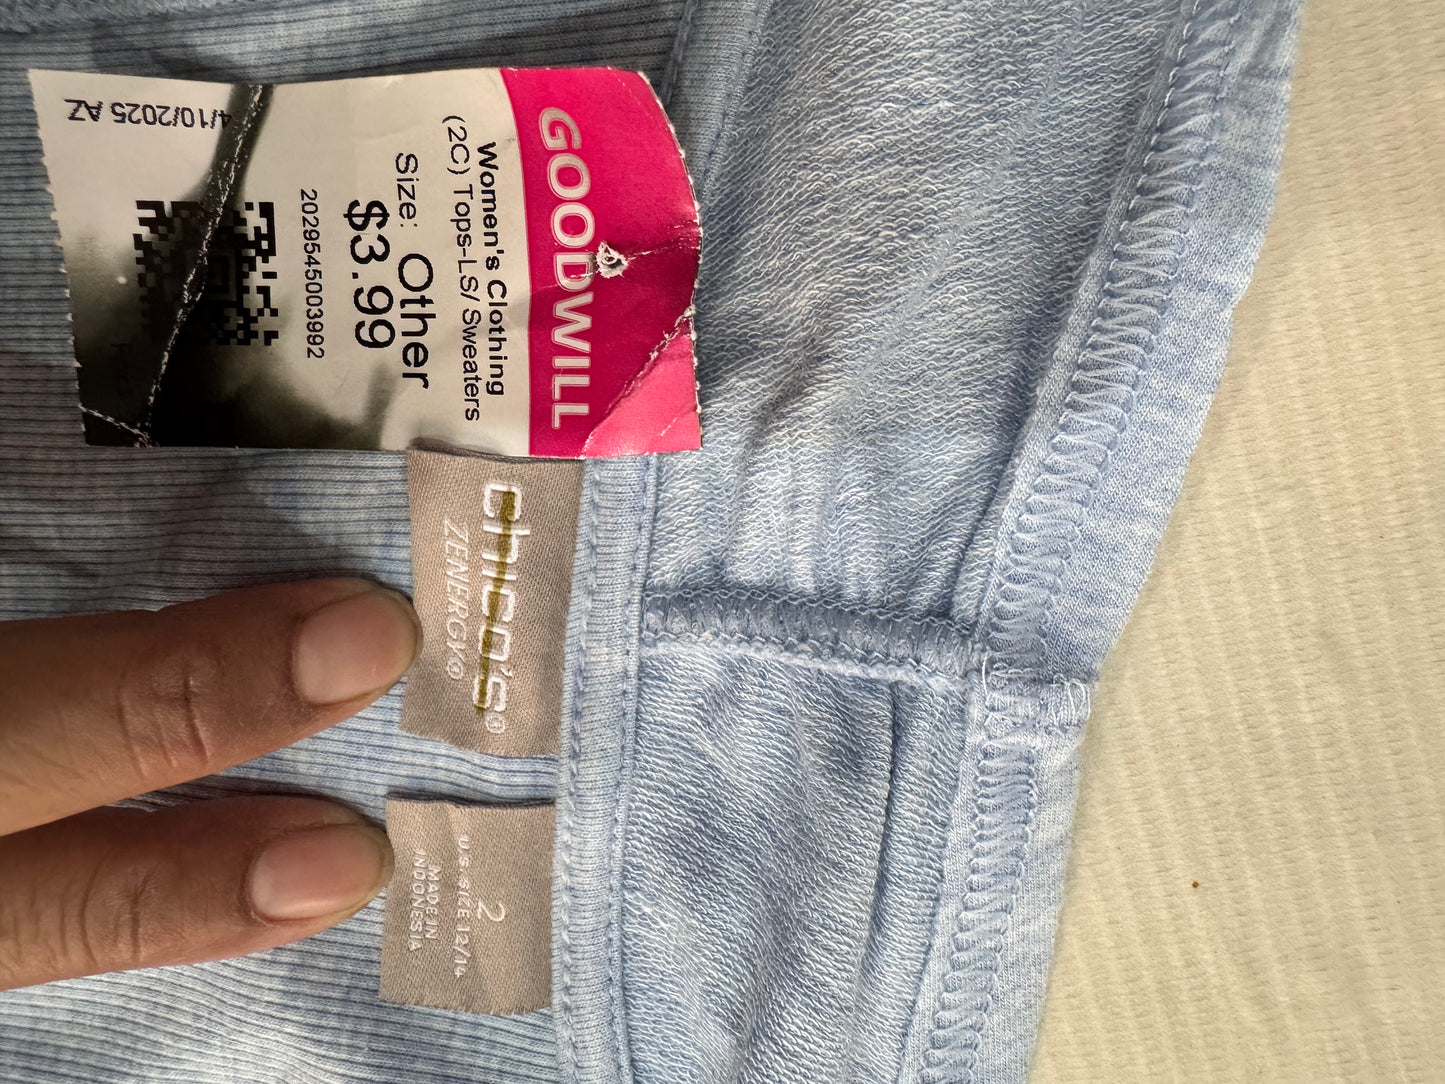 GOODWILL
Women's Clothing
(2C) Tops-LS/ Sweaters
Size: Other
$3.99
2029545003992
4/10/2025 AZ
chico's®
ZENERGY®
2
U.S. SIZE 12/14
MADE IN
INDONESIA